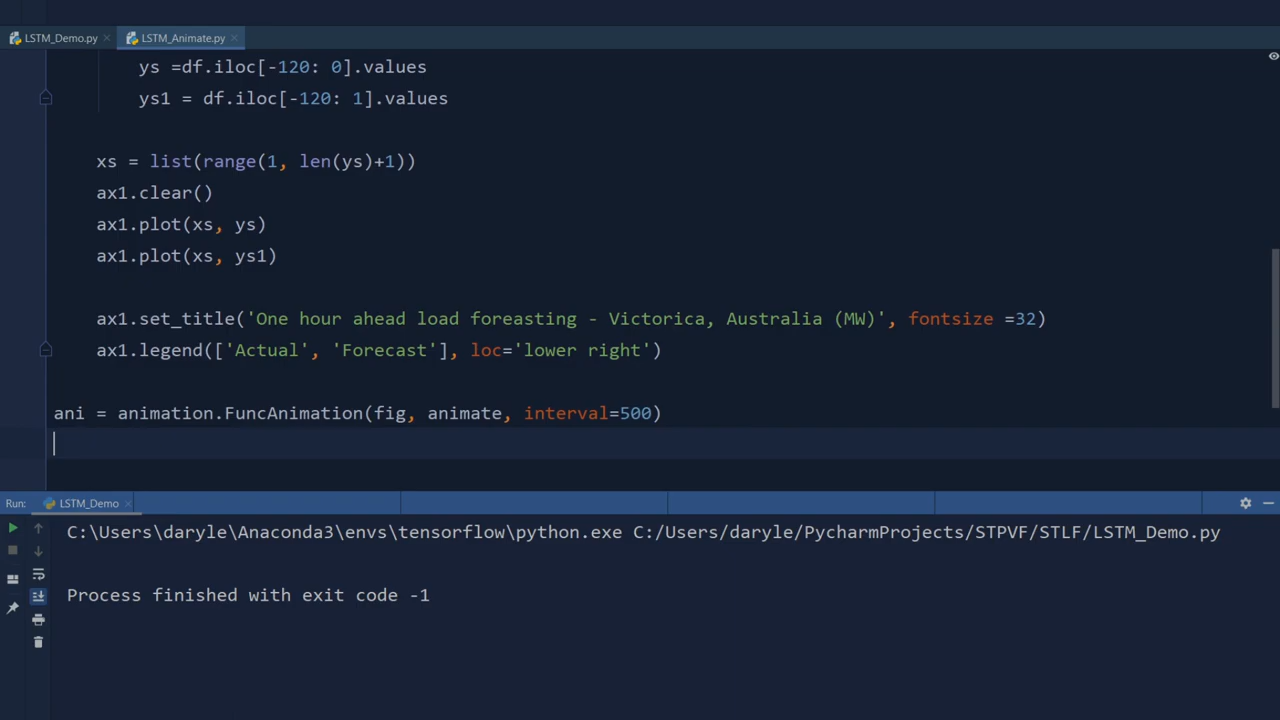 LSTM_Demo.py
LSTM_Animate.py
ys =df.iloc[-120: 0].values
ys1 = df.iloc[-120: 1].values
xs = list(range(1, len(ys)+1))
ax1.clear()
ax1.plot(xs, ys)
ax1.plot(xs, ys1)
ax1.set_title('One hour ahead load foreasting - Victorica, Australia (MW)', fontsize =32)
ax1.legend(['Actual', 'Forecast'], loc='lower right')
ani = animation.FuncAnimation(fig, animate, interval=500)
Run: LSTM_Demo
C:\Users\daryle\Anaconda3\envs\tensorflow\python.exe C:/Users/daryle/PycharmProjects/STPVF/STLF/LSTM_Demo.py
Process finished with exit code -1